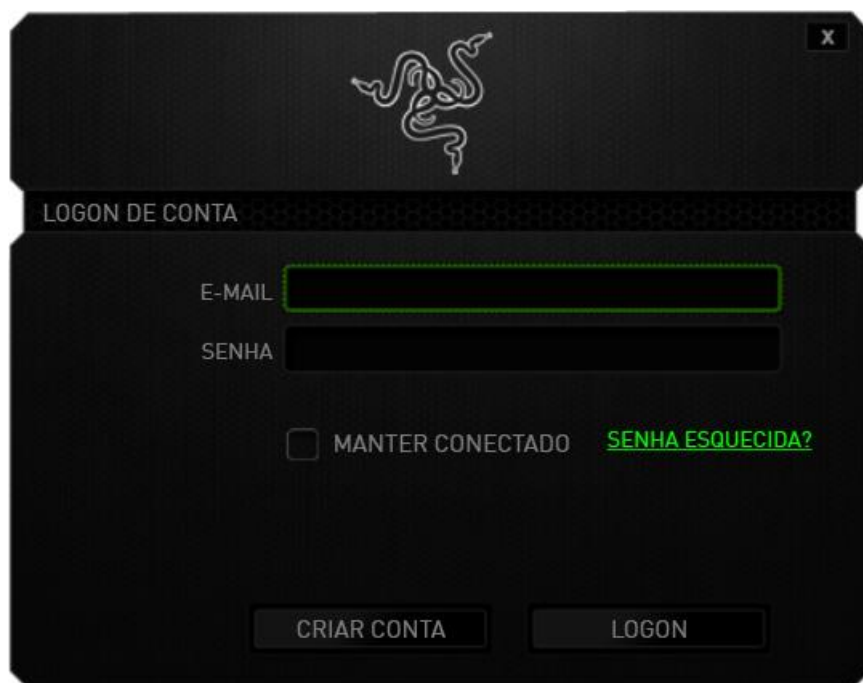 X
LOGON DE CONTA
E-MAIL
SENHA
MANTER CONECTADO SENHA ESQUECIDA?
CRIAR CONTA LOGON